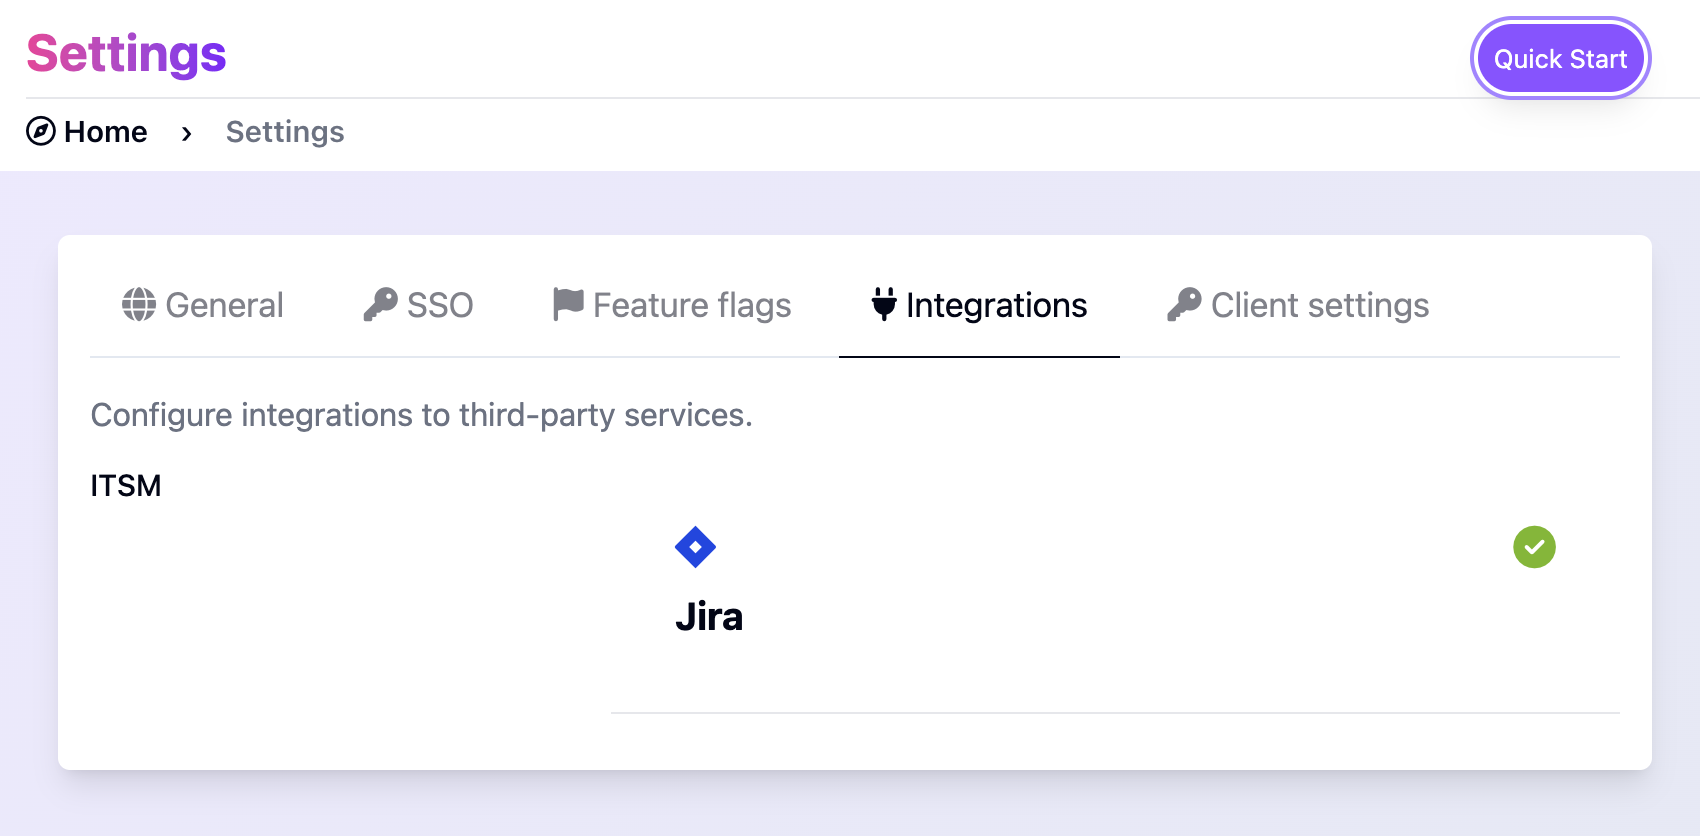 Settings
Quick Start
Home › Settings
General SSO Feature flags Integrations Client settings
Configure integrations to third-party services.
ITSM
Jira